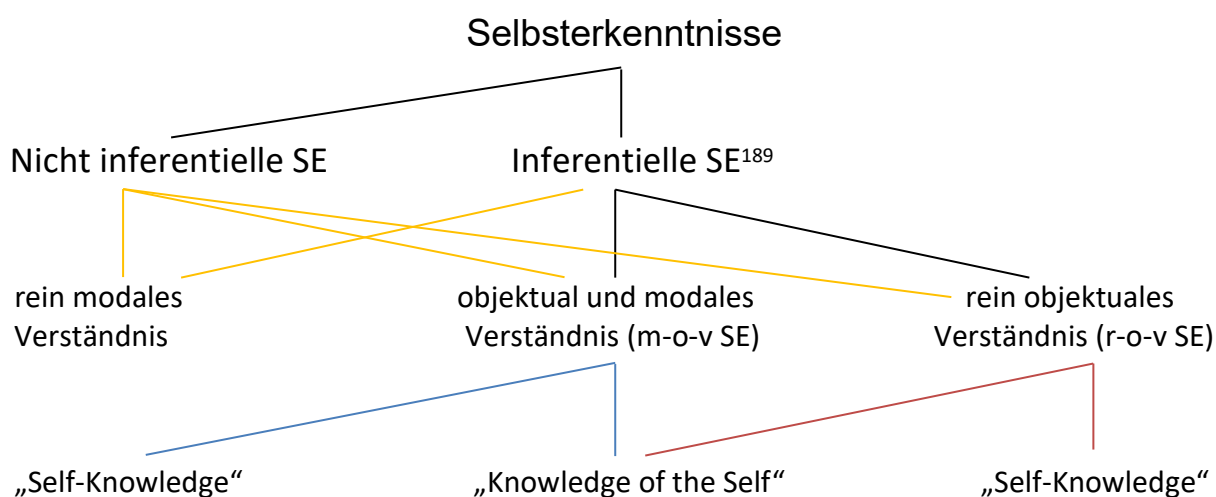 Selbsterkenntnisse
Nicht inferentielle SE
Inferentielle SE¹⁸⁹
rein modales
Verständnis
objektual und modales
Verständnis (m-o-v SE)
rein objektuales
Verständnis (r-o-v SE)
„Self-Knowledge“
„Knowledge of the Self“
„Self-Knowledge“